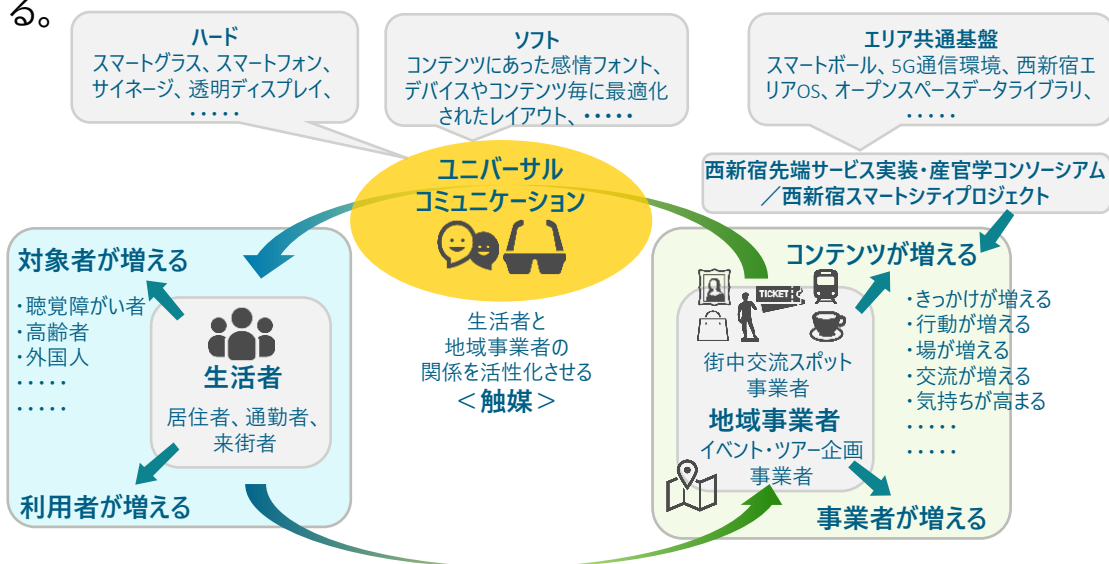 る。
ハード
スマートグラス、スマートフォン、
サイネージ、透明ディスプレイ、
・・・・・
ソフト
コンテンツにあった感情フォント、
デバイスやコンテンツ毎に最適化
されたレイアウト、・・・・・
エリア共通基盤
スマートポール、5G通信環境、西新宿エ
リアOS、オープンスペースデータライブラリ、
・・・・・
西新宿先端サービス実装・産官学コンソーシアム
／西新宿スマートシティプロジェクト
ユニバーサル
コミュニケーション
生活者と
地域事業者の
関係を活性化させる
＜触媒＞
対象者が増える
・聴覚障がい者
・高齢者
・外国人
・・・・・
・・・・・
生活者
居住者、通勤者、
来街者
利用者が増える
コンテンツが増える
TICKET
街中交流スポット
事業者
地域事業者
イベント・ツアー企画
事業者
・きっかけが増える
・行動が増える
・場が増える
・交流が増える
・気持ちが高まる
・・・・・
・・・・・
事業者が増える